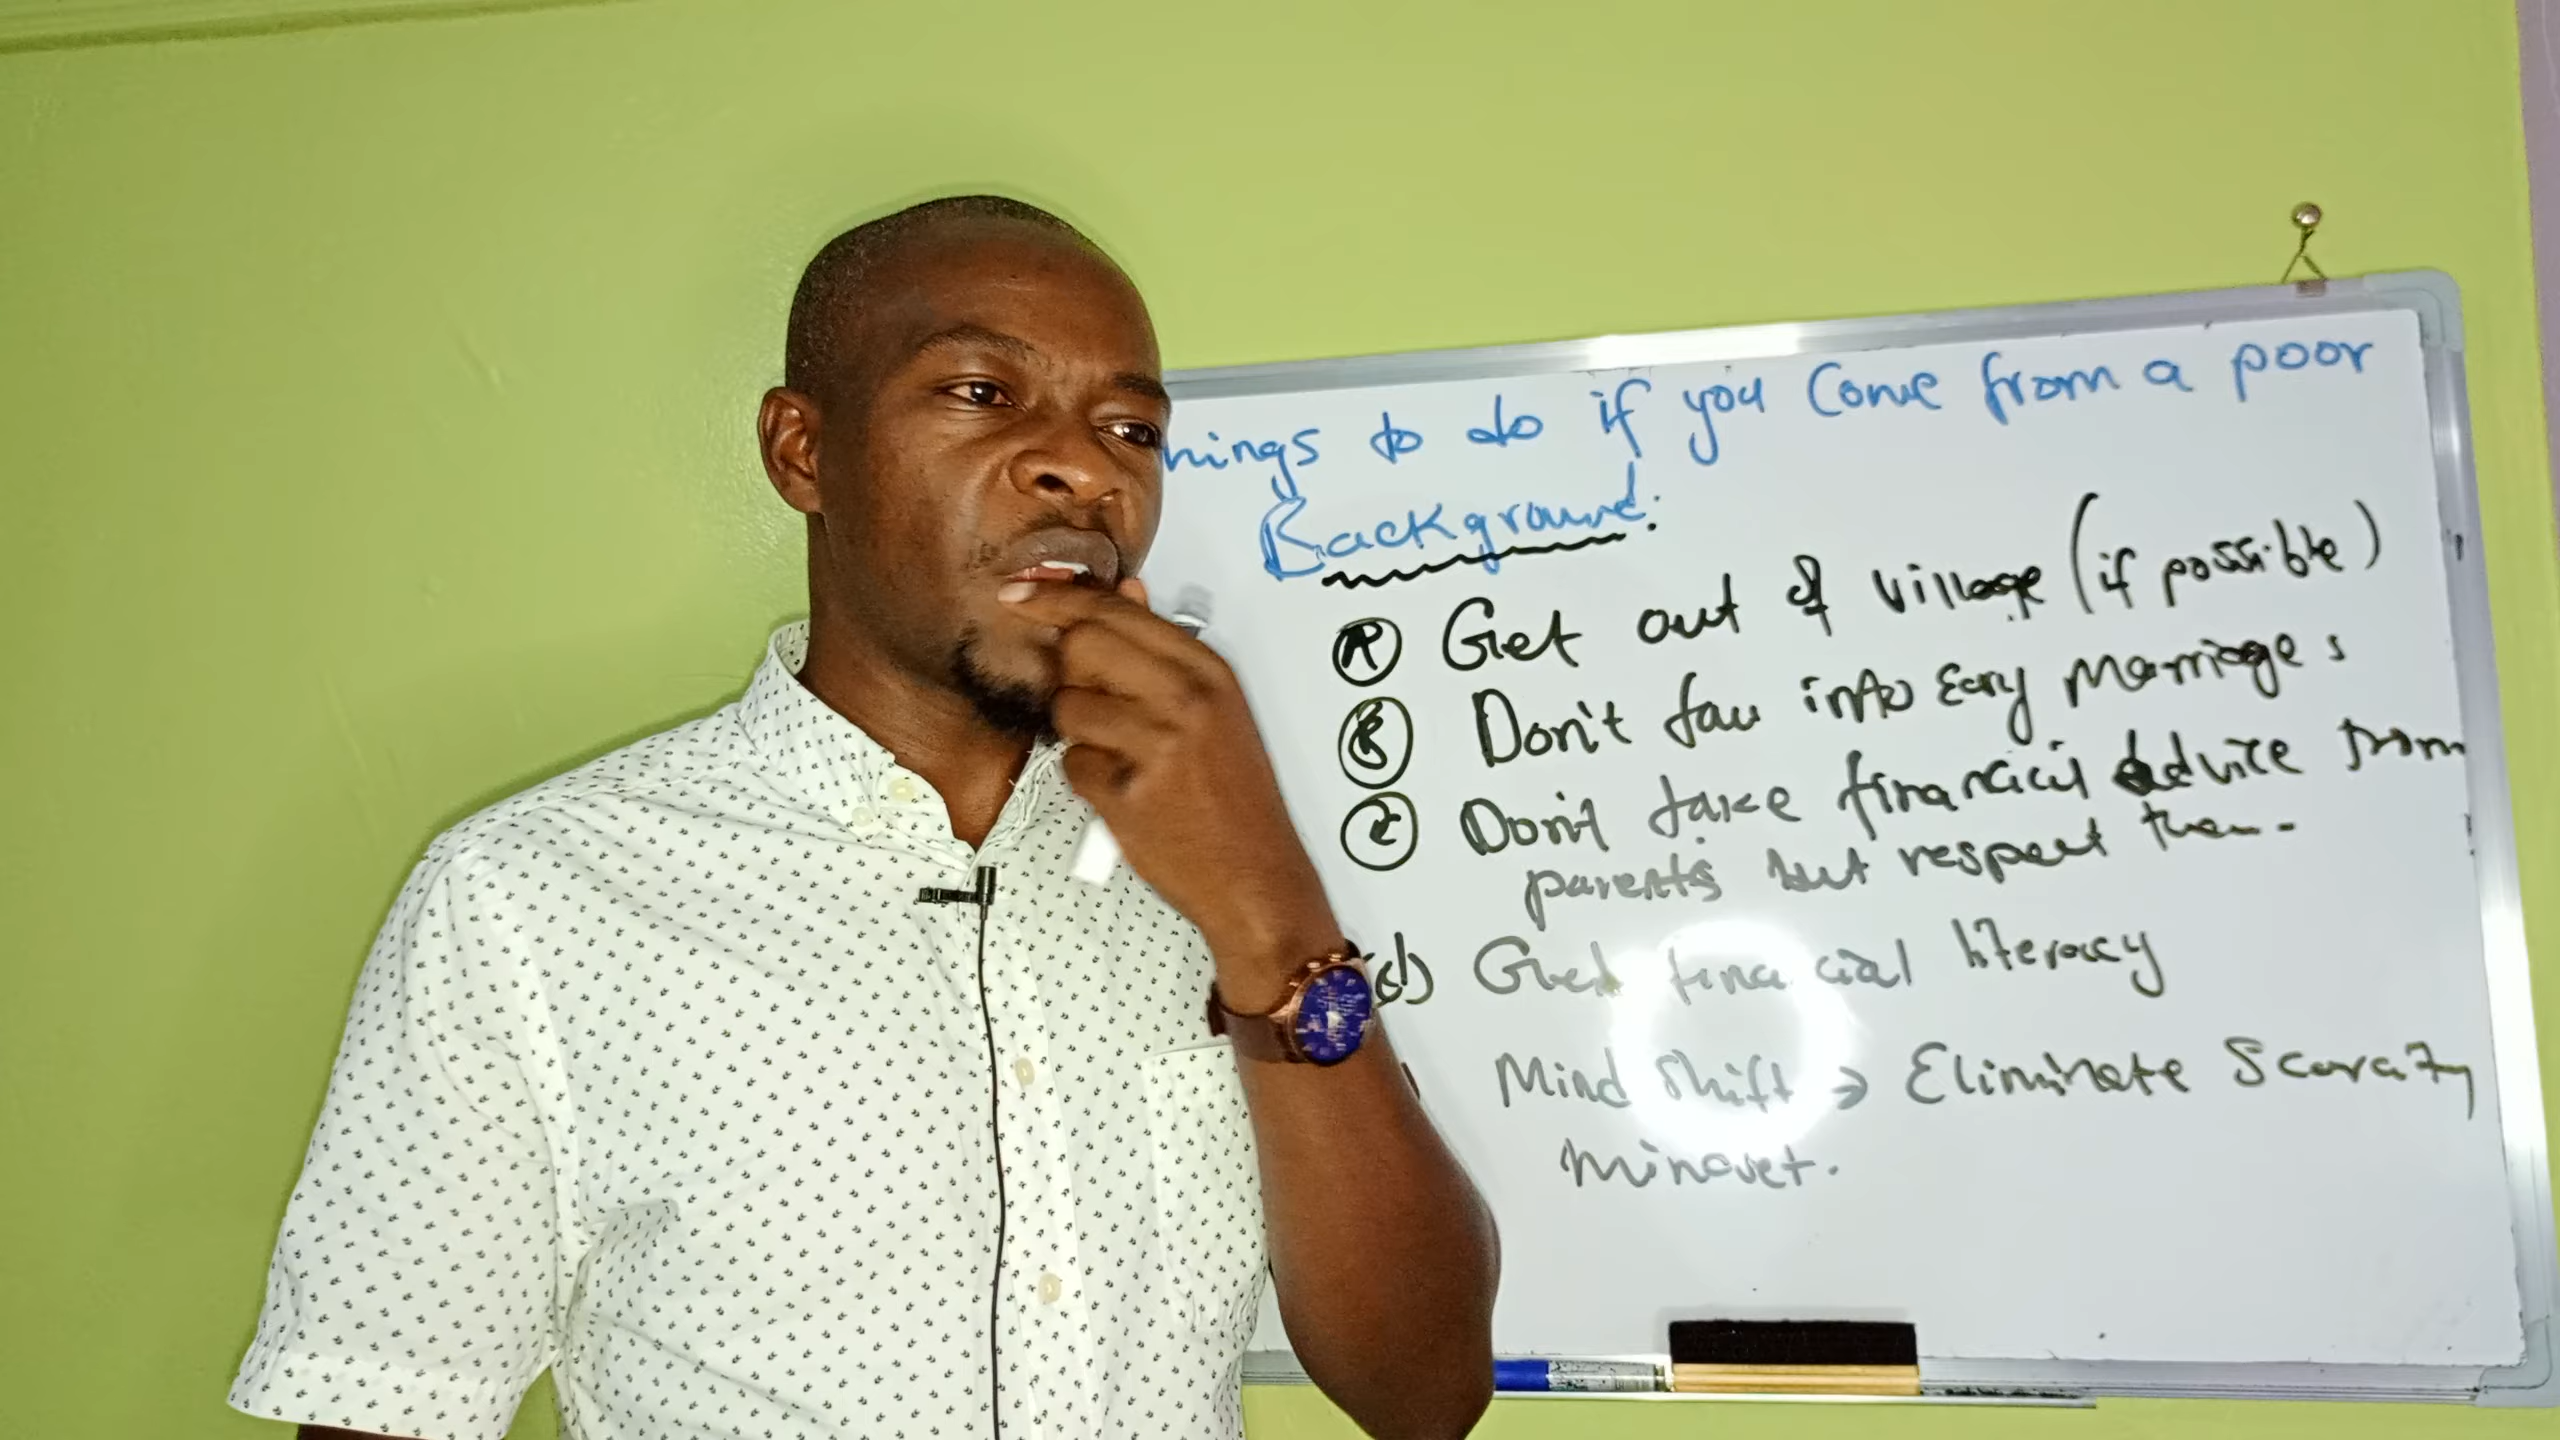 hings to do if you Come from a poor
Background:
(A) Get out of village (if possible)
(B) Don't fall into Early Marriages
(C) Don't take financial Advice from
parents but respect them.
(d) Get financial literacy
) Mind Shift → Eliminate Scarcity
Mindset.